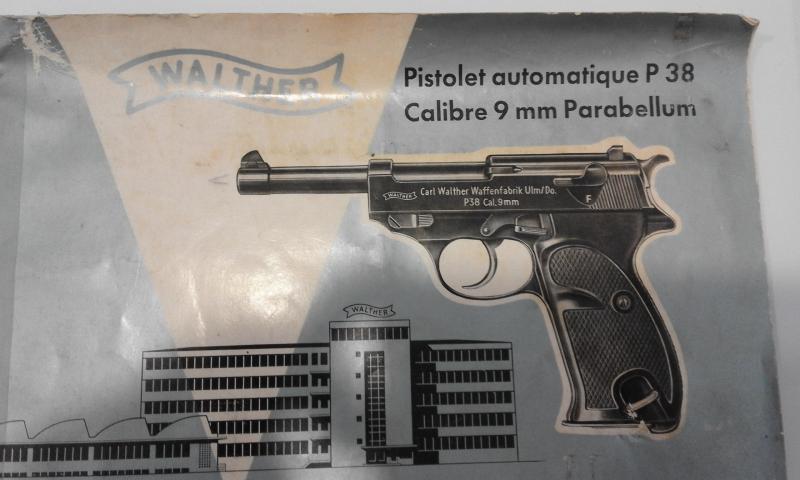 WALTHER
Pistolet automatique P 38
Calibre 9 mm Parabellum
WALTHER
Carl Walther Waffenfabrik Ulm/Do.
P38 Cal.9mm
F
WALTHER